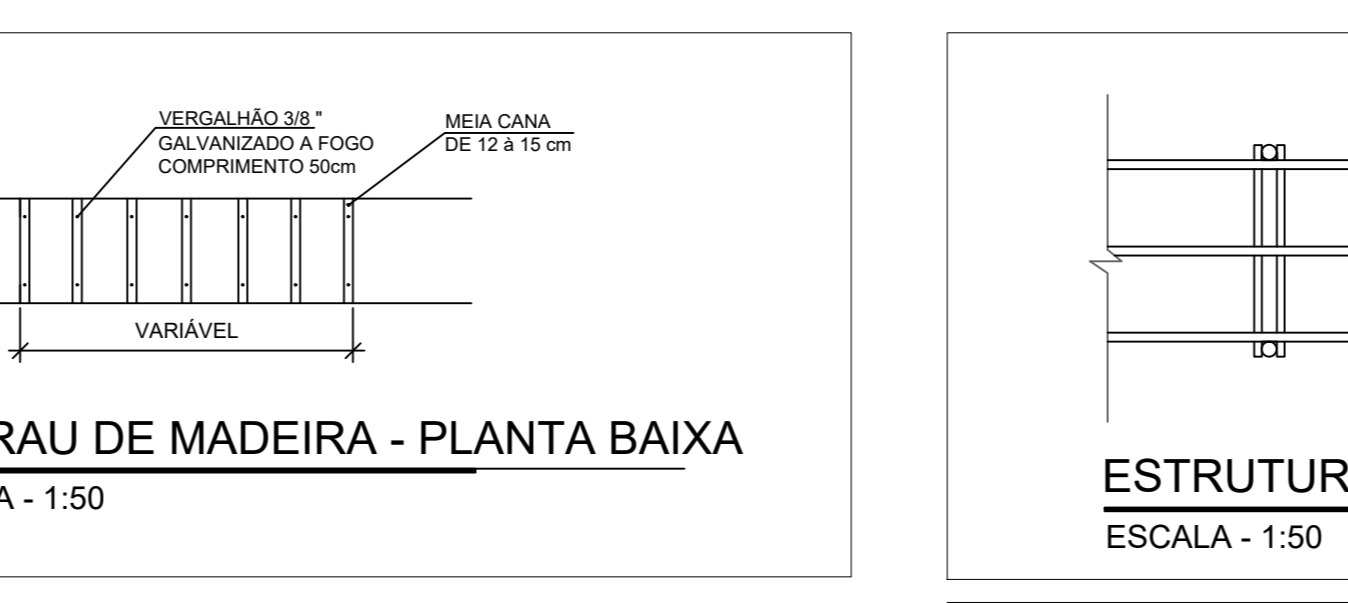 VERGALHÃO 3/8 "
GALVANIZADO A FOGO
COMPRIMENTO 50cm
MEIA CANA
DE 12 à 15 cm
VARIÁVEL
RAU DE MADEIRA - PLANTA BAIXA
A - 1:50
ESTRUTUR
ESCALA - 1:50